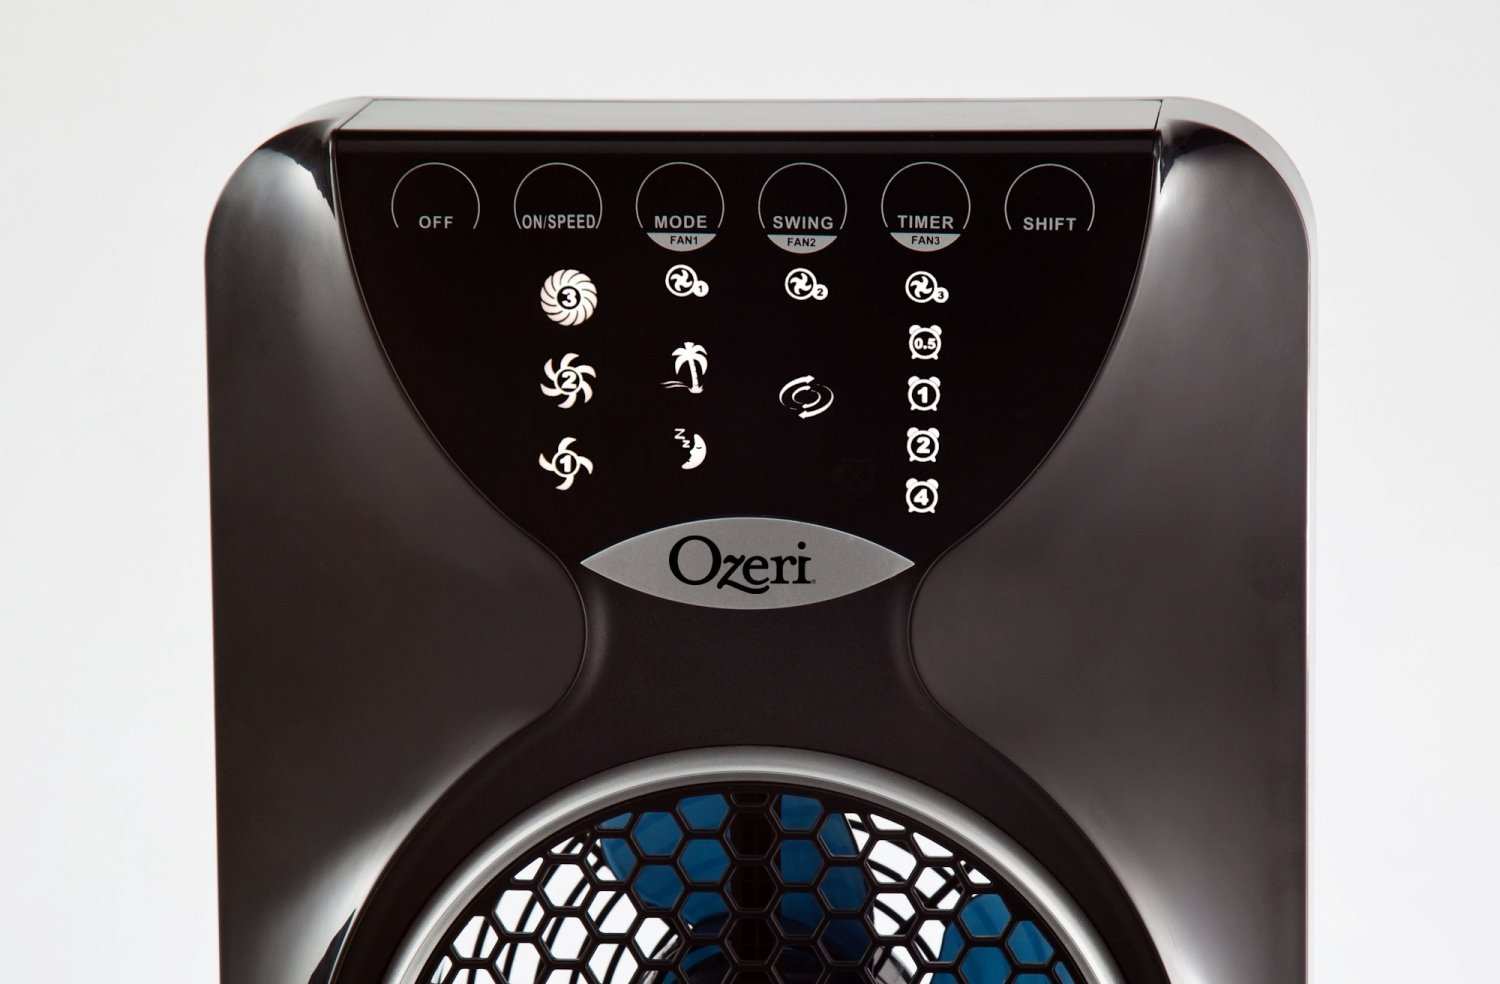 OFF ON/SPEED MODE SWING TIMER SHIFT
FAN1 FAN2 FAN3
3 1 2 3
0.5
2
1
Z Z Z
1
2
4
Ozeri